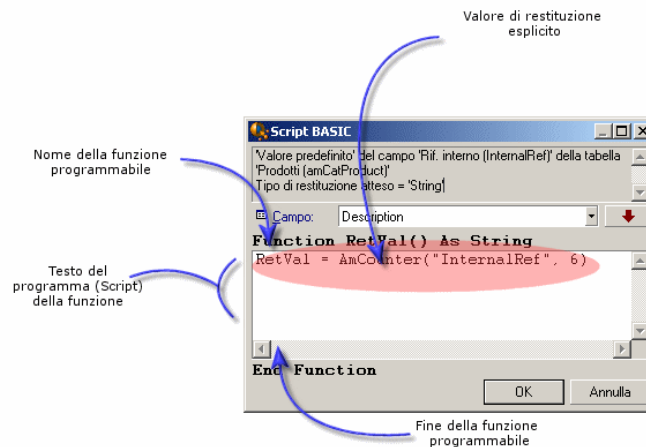 Valore di restituzione
esplicito
Script BASIC
Nome della funzione
programmabile
'Valore predefinito' del campo 'Rif. interno (InternalRef)' della tabella
'Prodotti (amCatProduct)'
Tipo di restituzione atteso = 'String'
Campo:
Description
Function RetVal() As String
RetVal = AmCounter("InternalRef", 6)
Testo del
programma (Script)
della funzione
End Function
OK
Annulla
Fine della funzione
programmabile